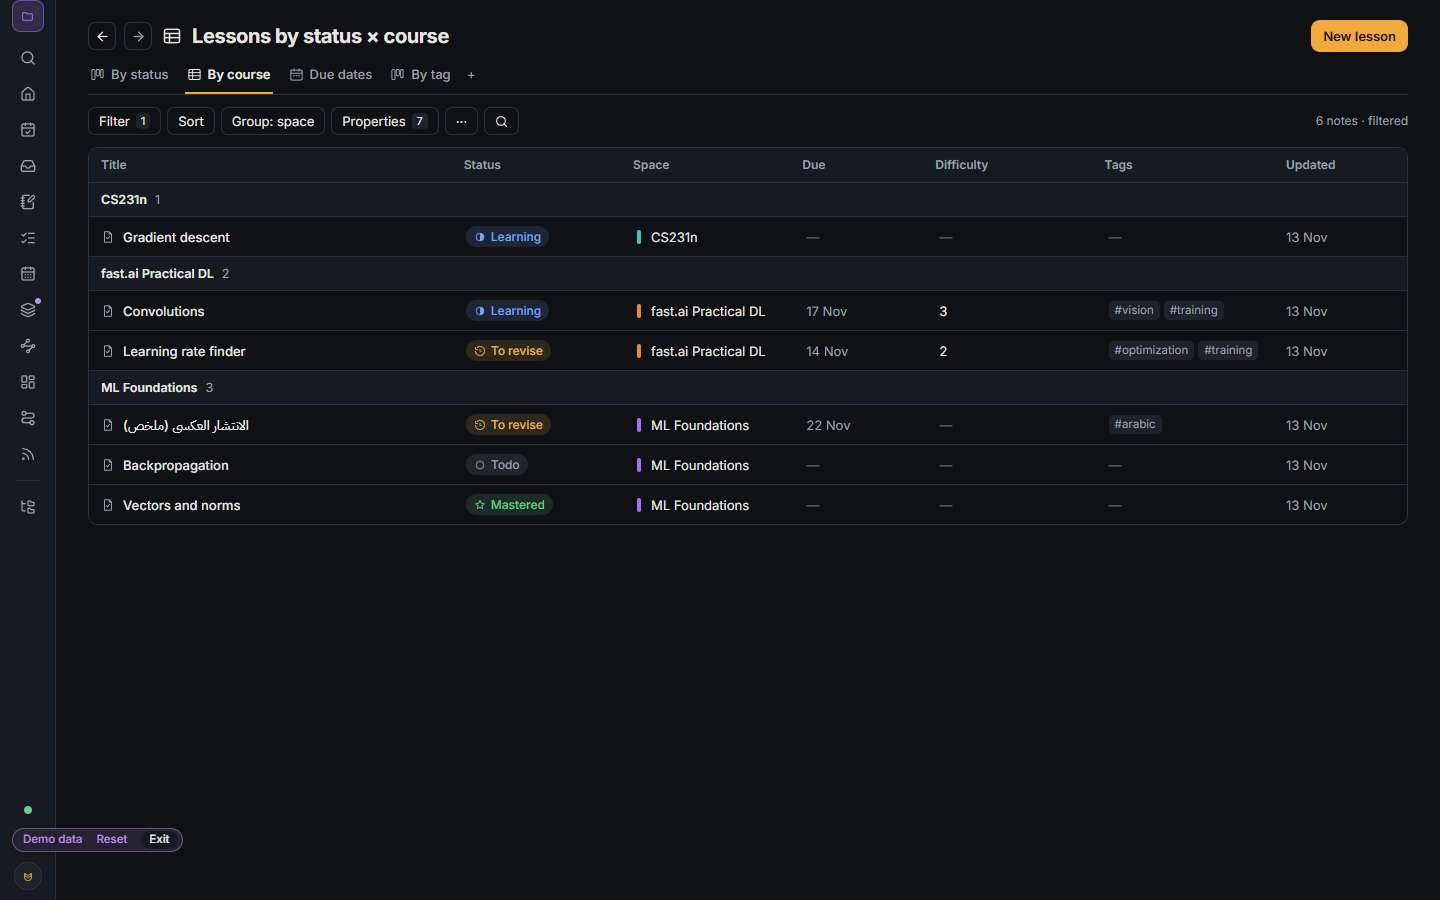 Lessons by status × course
New lesson
By status By course Due dates By tag +
Filter 1 Sort Group: space Properties 7 ... 6 notes · filtered
Title Status Space Due Difficulty Tags Updated
CS231n 1
Gradient descent Learning CS231n — — — 13 Nov
fast.ai Practical DL 2
Convolutions Learning fast.ai Practical DL 17 Nov 3 #vision #training 13 Nov
Learning rate finder To revise fast.ai Practical DL 14 Nov 2 #optimization #training 13 Nov
ML Foundations 3
الانتشار العكسي (ملخص) To revise ML Foundations 22 Nov — #arabic 13 Nov
Backpropagation Todo ML Foundations — — — 13 Nov
Vectors and norms Mastered ML Foundations — — — 13 Nov
Demo data Reset Exit